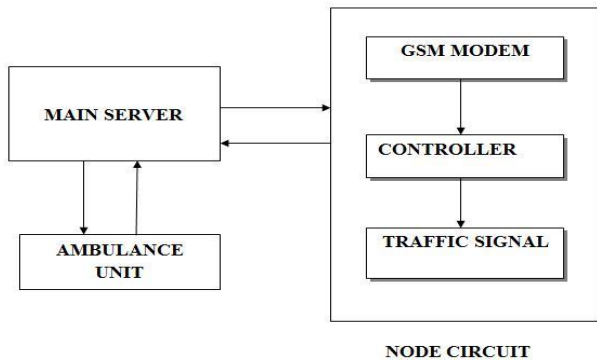 GSM MODEM
MAIN SERVER
CONTROLLER
TRAFFIC SIGNAL
AMBULANCE
UNIT
NODE CIRCUIT